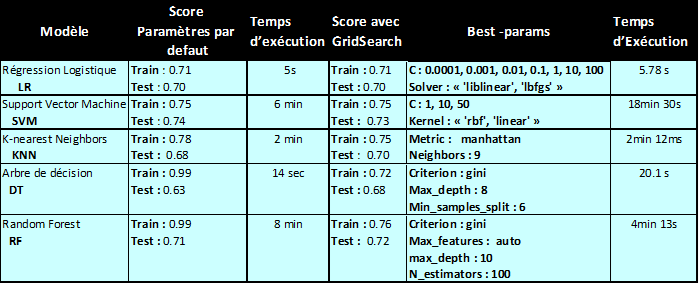 Modèle
Score
Paramètres par
defaut
Temps
d'exécution
Score avec
GridSearch
Best -params
Temps
d'Exécution
Régression Logistique
LR
Train : 0.71
Test : 0.70
5s
Train : 0.71
Test : 0.70
C : 0.0001, 0.001, 0.01, 0.1, 1, 10, 100
Solver : « 'liblinear', 'lbfgs' »
5.78 s
Support Vector Machine
SVM
Train : 0.75
Test : 0.74
6 min
Train : 0.75
Test : 0.73
C : 1, 10, 50
Kernel : « 'rbf', 'linear' »
18min 30s
K-nearest Neighbors
KNN
Train : 0.78
Test : 0.68
2 min
Train : 0.75
Test : 0.70
Metric : manhattan
Neighbors : 9
2min 12ms
Arbre de décision
DT
Train : 0.99
Test : 0.63
14 sec
Train : 0.72
Test : 0.68
Criterion : gini
Max_depth : 8
Min_samples_split : 6
20.1 s
Random Forest
RF
Train : 0.99
Test : 0.71
8 min
Train : 0.76
Test : 0.72
Criterion : gini
Max_features : auto
max_depth : 10
N_estimators : 100
4min 13s